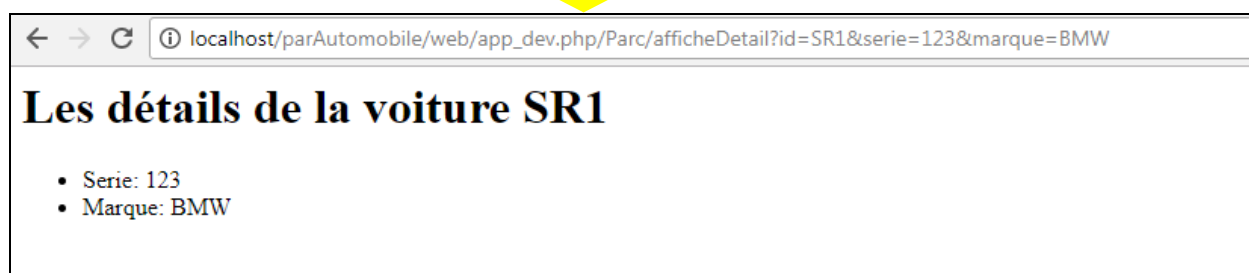 localhost/parAutomobile/web/app_dev.php/Parc/afficheDetail?id=SR1&serie=123&marque=BMW
Les détails de la voiture SR1
• Serie: 123
• Marque: BMW